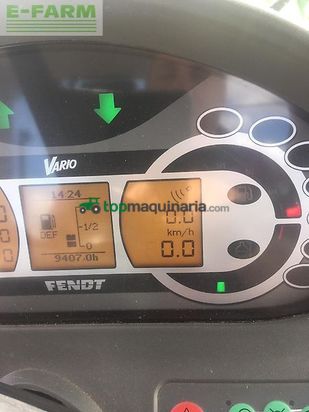 E-FARM
VARIO
14:24
topmaquinaria.com
1/2
0.0
DEF
km/h
0
0.0
9407.0h
FENDT